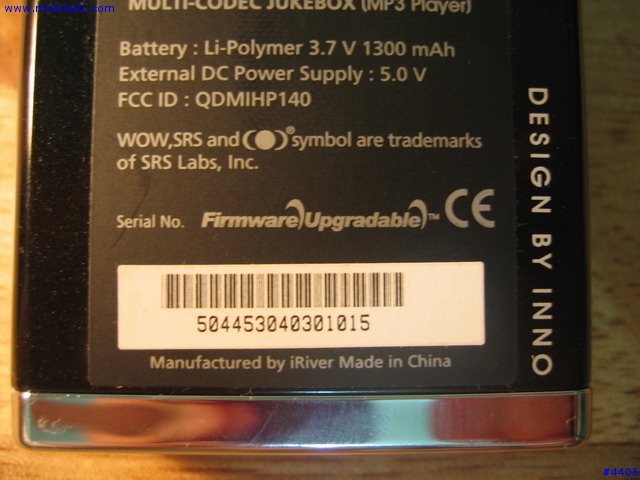 www.mobile51.com
MULTI-CODEC JUKEBOX (MP3 Player)
Battery : Li-Polymer 3.7 V 1300 mAh
External DC Power Supply : 5.0 V
FCC ID : QDMIHP140
WOW,SRS and ® symbol are trademarks
of SRS Labs, Inc.
Serial No. Firmware Upgradable™ CE
504453040301015
Manufactured by iRiver Made in China
DESIGN BY INNO
#4406